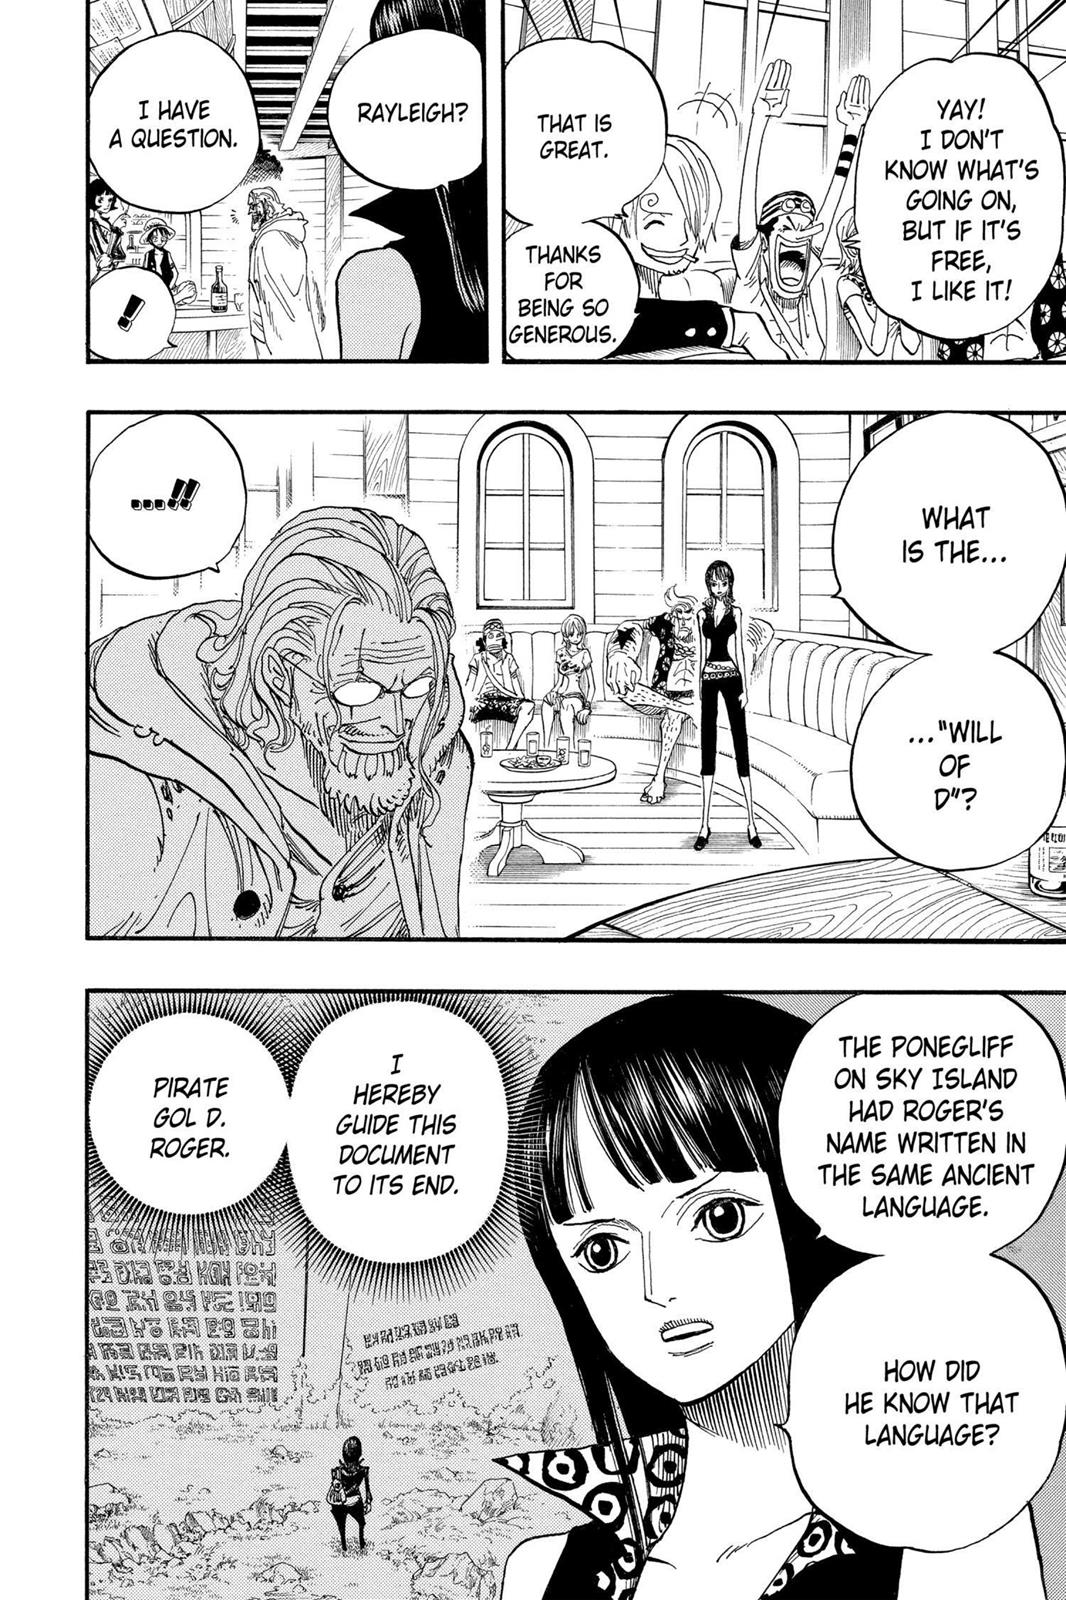 YAY!
I DON'T
KNOW WHAT'S
GOING ON,
BUT IF IT'S
FREE,
I LIKE IT!
THAT IS
GREAT.
THANKS
FOR
BEING SO
GENEROUS.
RAYLEIGH?
I HAVE
A QUESTION.
!
WHAT
IS THE...
..."WILL
OF
D"?
...!!
THE PONEGLIFF
ON SKY ISLAND
HAD ROGER'S
NAME WRITTEN IN
THE SAME ANCIENT
LANGUAGE.
HOW DID
HE KNOW THAT
LANGUAGE?
I
HEREBY
GUIDE THIS
DOCUMENT
TO ITS END.
PIRATE
GOL D.
ROGER.